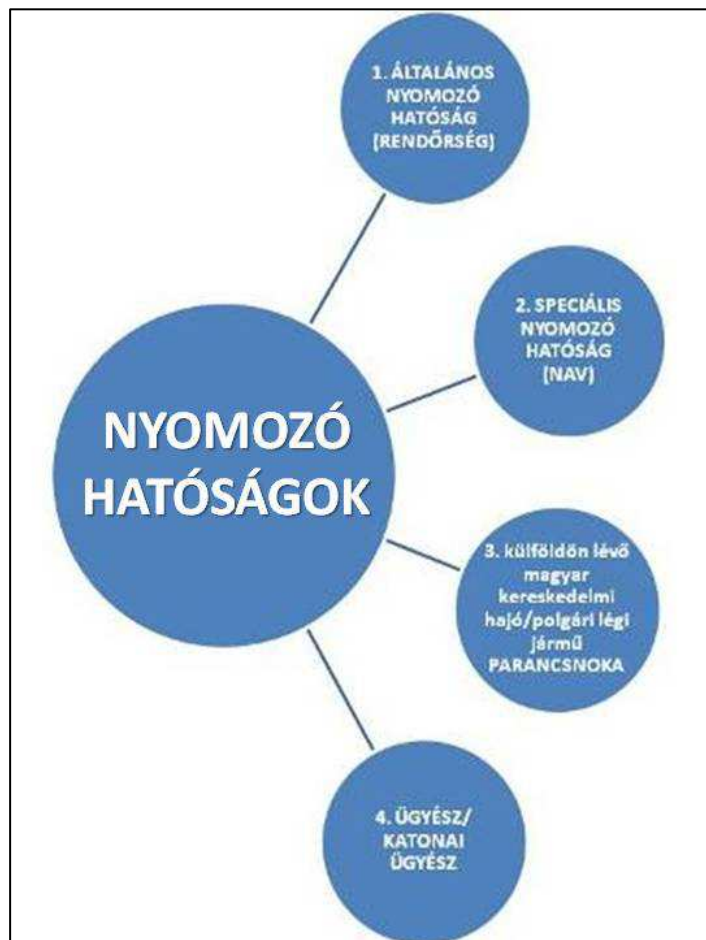 1. ÁLTALÁNOS
NYOMOZÓ
HATÓSÁG
(RENDŐRSÉG)
2. SPECIÁLIS
NYOMOZÓ
HATÓSÁG
(NAV)
NYOMOZÓ
HATÓSÁGOK
3. külföldön lévő
magyar
kereskedelmi
hajó/polgári légi
jármű
PARANCSNOKA
4. ÜGYÉSZ/
KATONAI
ÜGYÉSZ